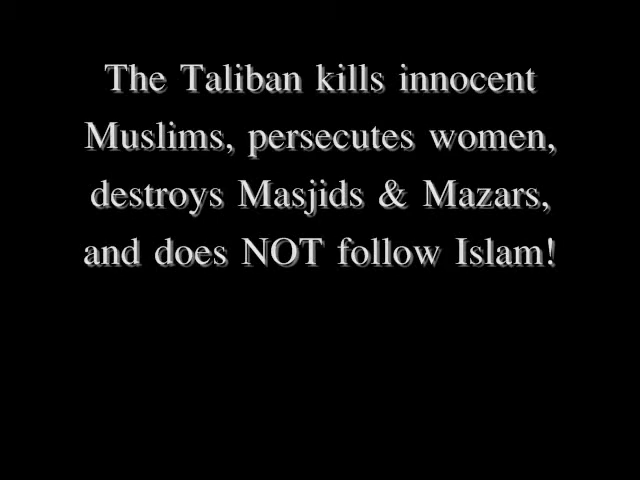 The Taliban kills innocent
Muslims, persecutes women,
destroys Masjids & Mazars,
and does NOT follow Islam!